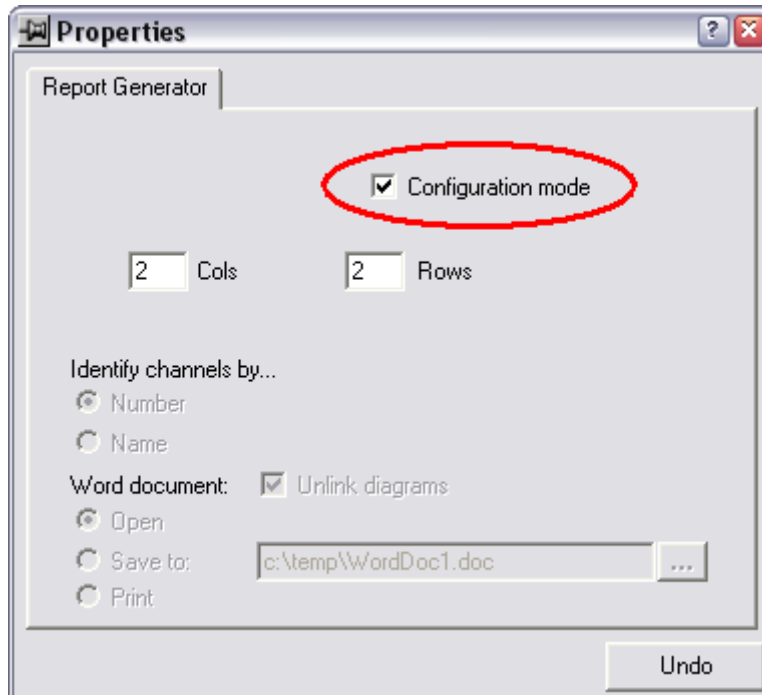 Properties
Report Generator
Configuration mode
2 Cols 2 Rows
Identify channels by...
Number
Name
Word document: Unlink diagrams
Open
Save to: c:\temp\WordDoc1.doc ...
Print
Undo